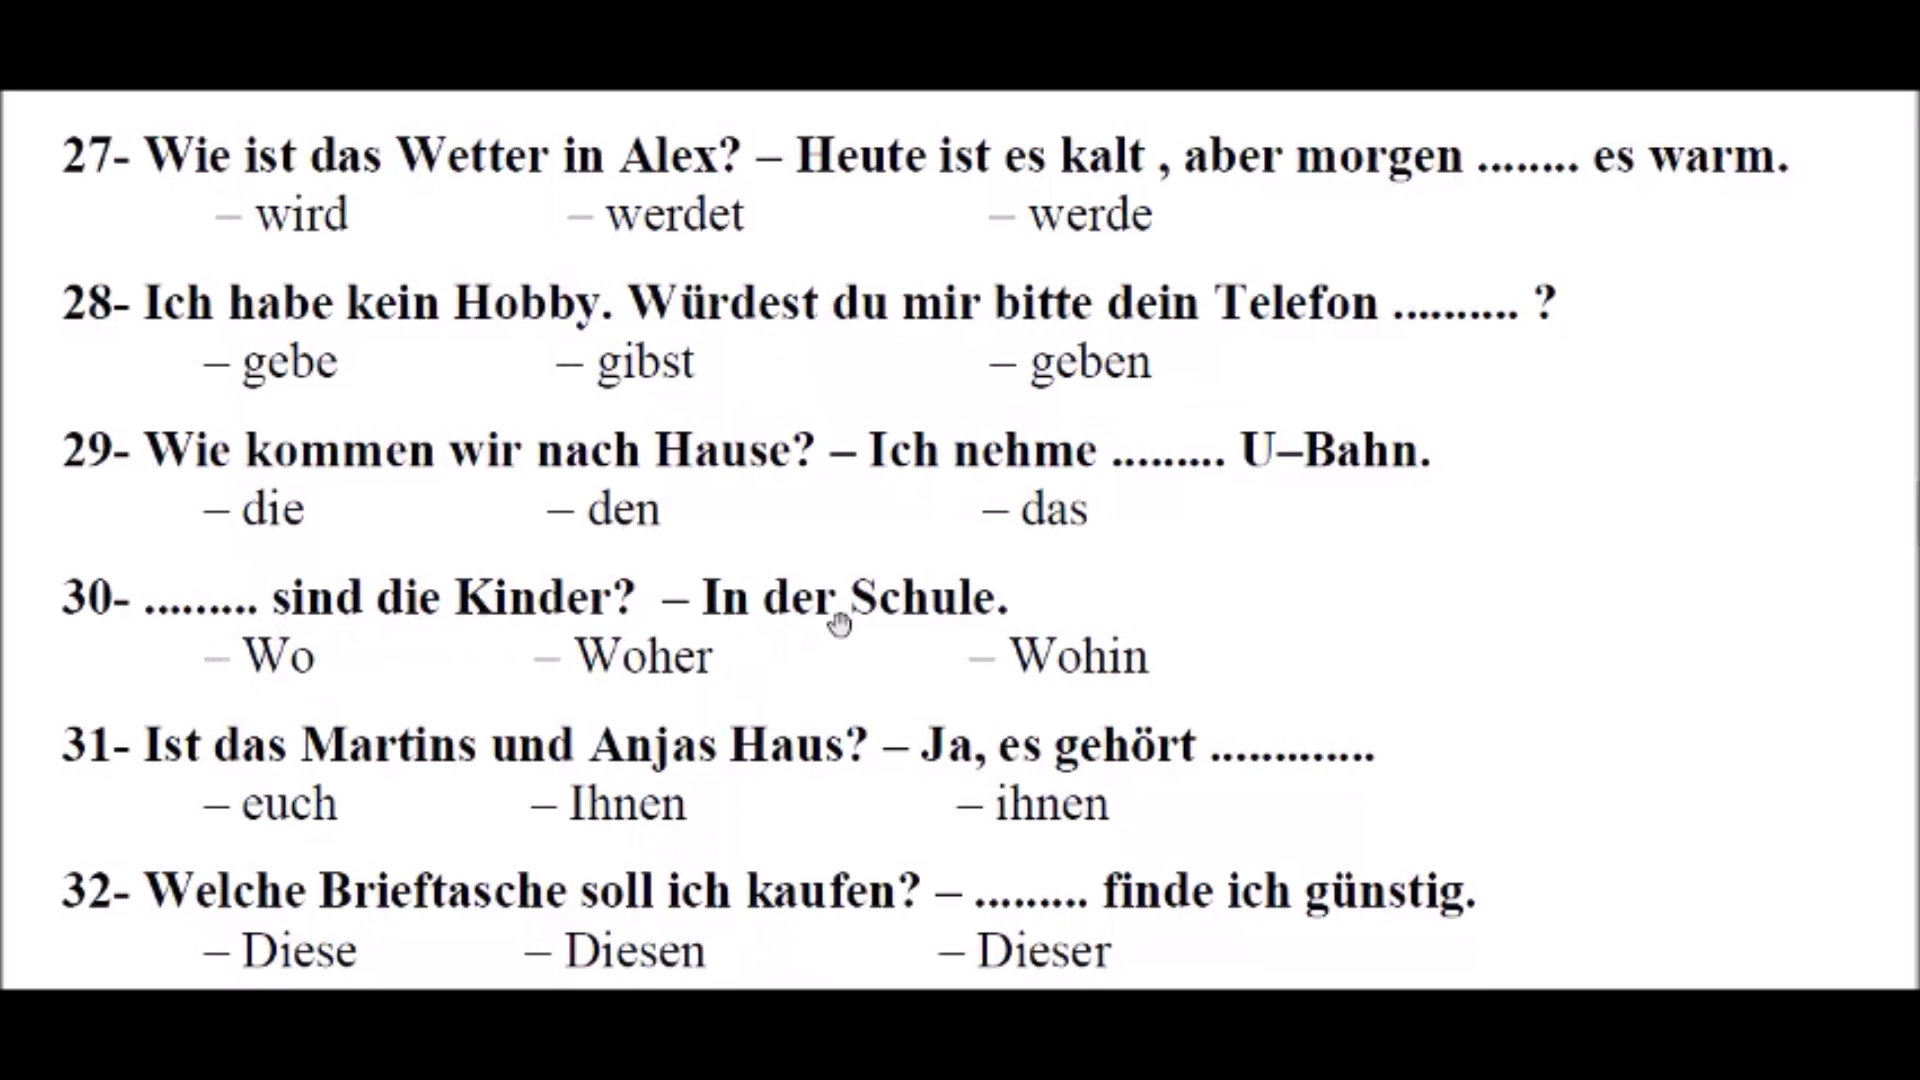 27- Wie ist das Wetter in Alex? – Heute ist es kalt , aber morgen ........ es warm.
– wird – werdet – werde
28- Ich habe kein Hobby. Würdest du mir bitte dein Telefon .......... ?
– gebe – gibst – geben
29- Wie kommen wir nach Hause? – Ich nehme ......... U–Bahn.
– die – den – das
30- ......... sind die Kinder? – In der Schule.
– Wo – Woher – Wohin
31- Ist das Martins und Anjas Haus? – Ja, es gehört .............
– euch – Ihnen – ihnen
32- Welche Brieftasche soll ich kaufen? – ......... finde ich günstig.
– Diese – Diesen – Dieser